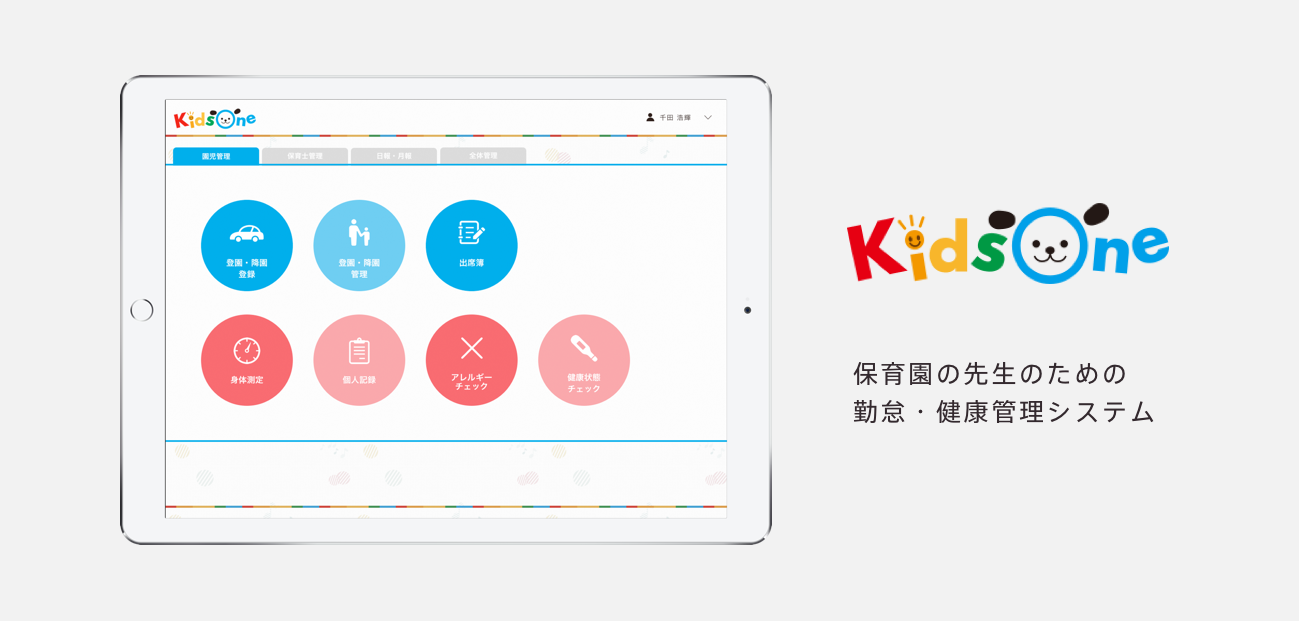 KidsOne
千田 浩輝
園児管理
保育士管理
日報・月報
全体管理
登園・降園
登録
登園・降園
管理
出席簿
身体測定
個人記録
アレルギー
チェック
健康状態
チェック
KidsOne
保育園の先生のための
勤怠・健康管理システム